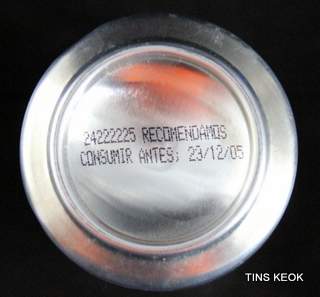 24222225 RECOMENDAMOS
CONSUMIR ANTES; 23/12/05
TINS KEOK